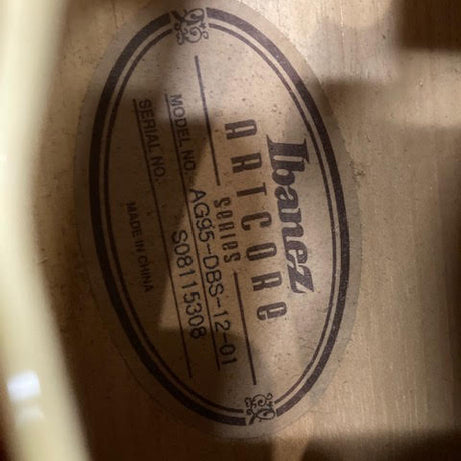 Ibanez
ARTCORE
series
MODEL NO. AG95-DBS-12-01
SERIAL NO. S08115308
MADE IN CHINA